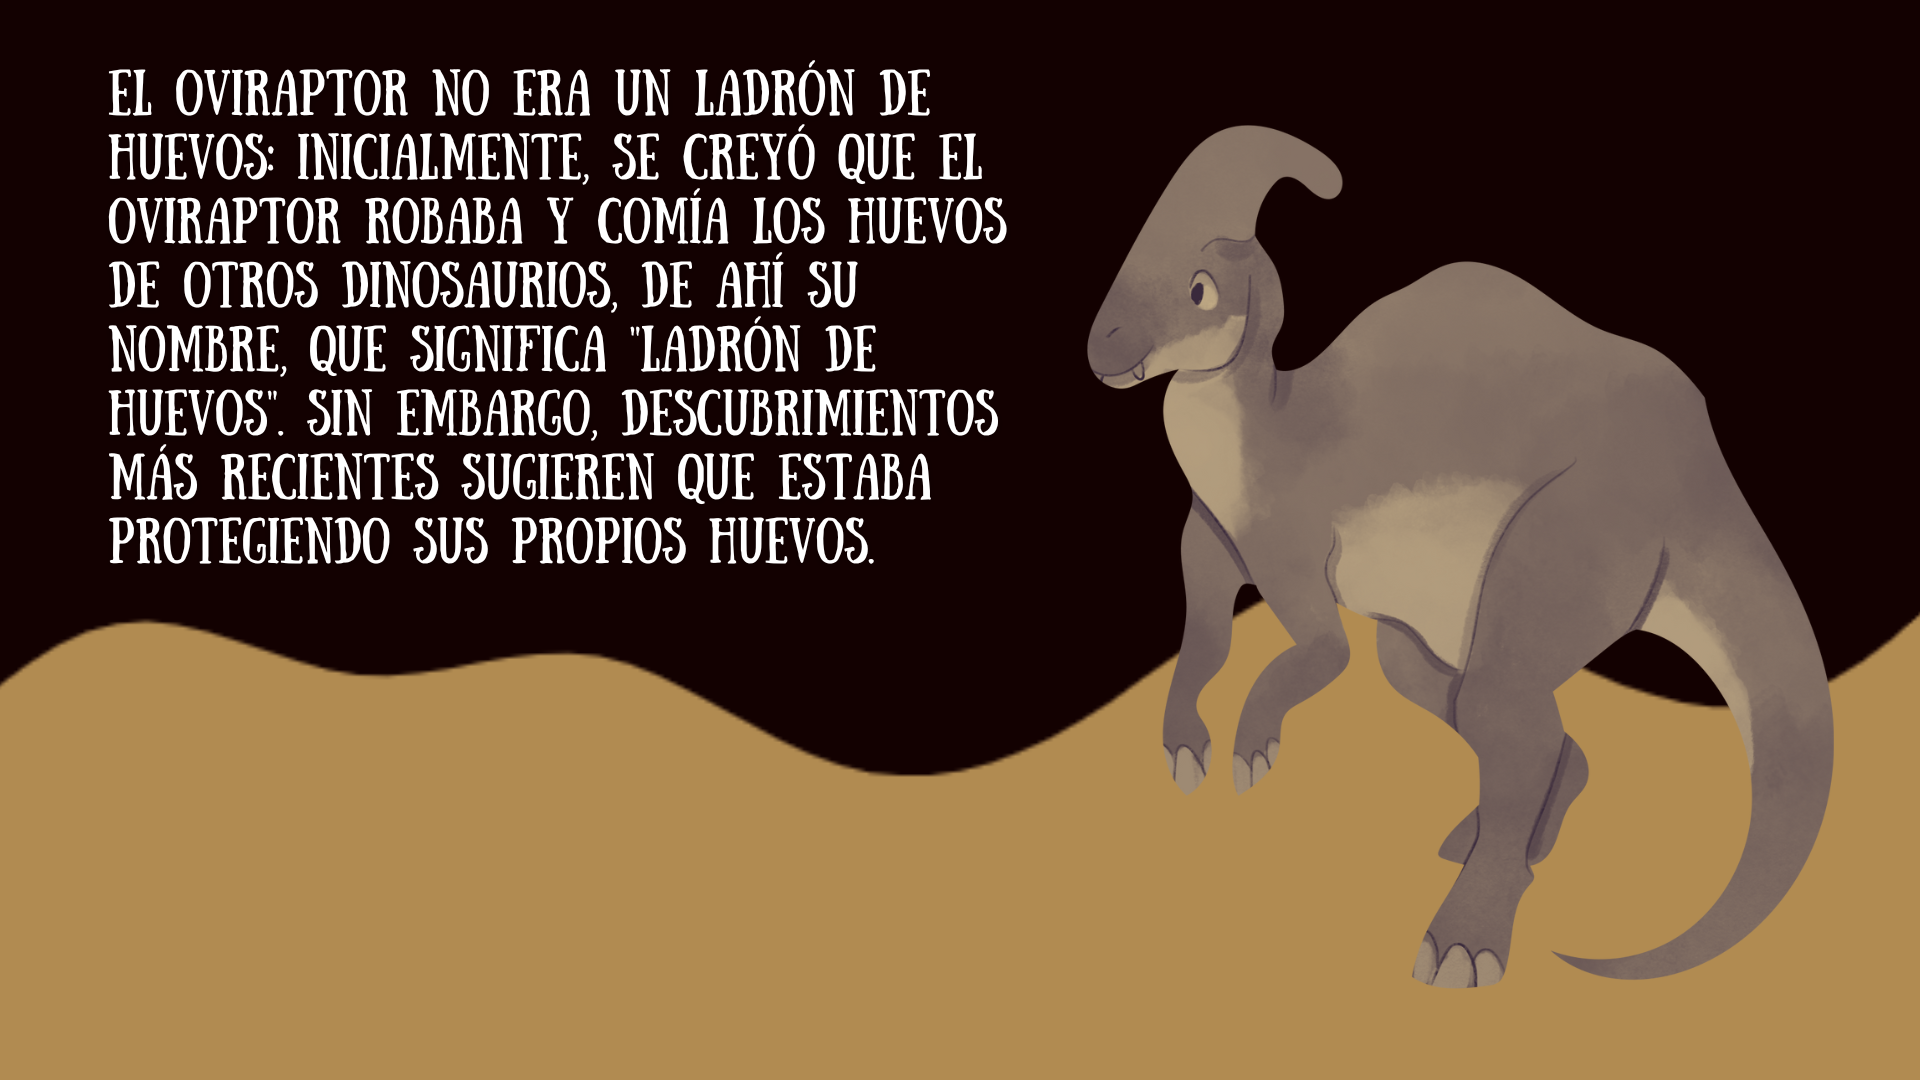 EL OVIRAPTOR NO ERA UN LADRÓN DE
HUEVOS: INICIALMENTE, SE CREYÓ QUE EL
OVIRAPTOR ROBABA Y COMÍA LOS HUEVOS
DE OTROS DINOSAURIOS, DE AHÍ SU
NOMBRE, QUE SIGNIFICA "LADRÓN DE
HUEVOS". SIN EMBARGO, DESCUBRIMIENTOS
MÁS RECIENTES SUGIEREN QUE ESTABA
PROTEGIENDO SUS PROPIOS HUEVOS.